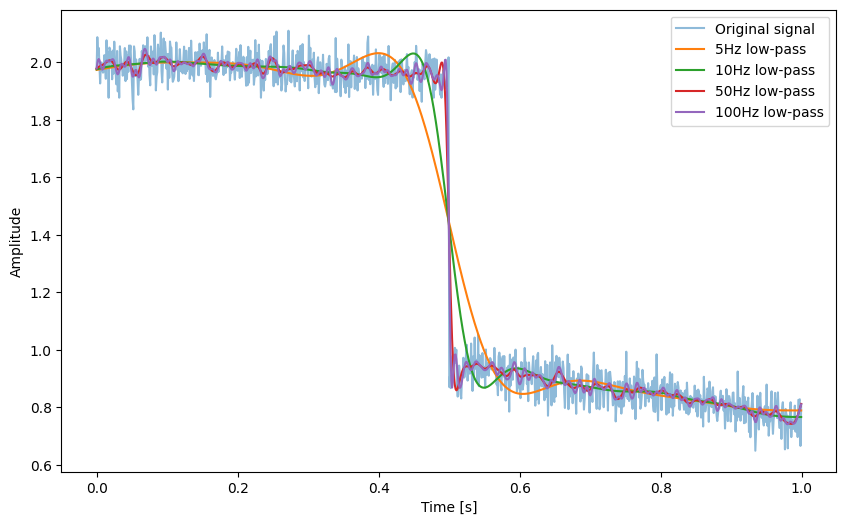 Original signal
5Hz low-pass
10Hz low-pass
50Hz low-pass
100Hz low-pass
2.0
1.8
1.6
1.4
1.2
1.0
0.8
0.6
Amplitude
0.0 0.2 0.4 0.6 0.8 1.0
Time [s]